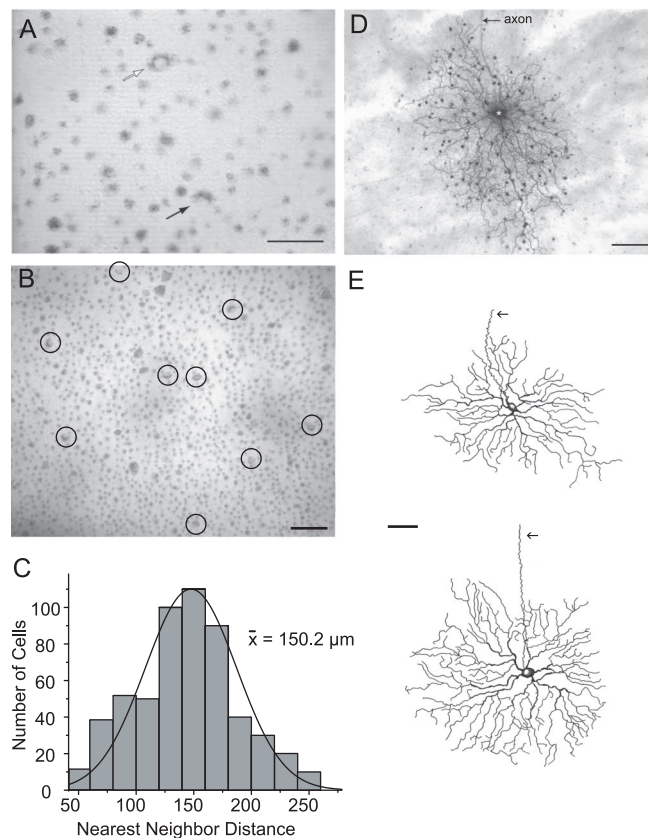 A
D
axon
B
E
C
Number of Cells
100
80
60
40
20
0
x̄ = 150.2 µm
50
100
150
200
250
Nearest Neighbor Distance